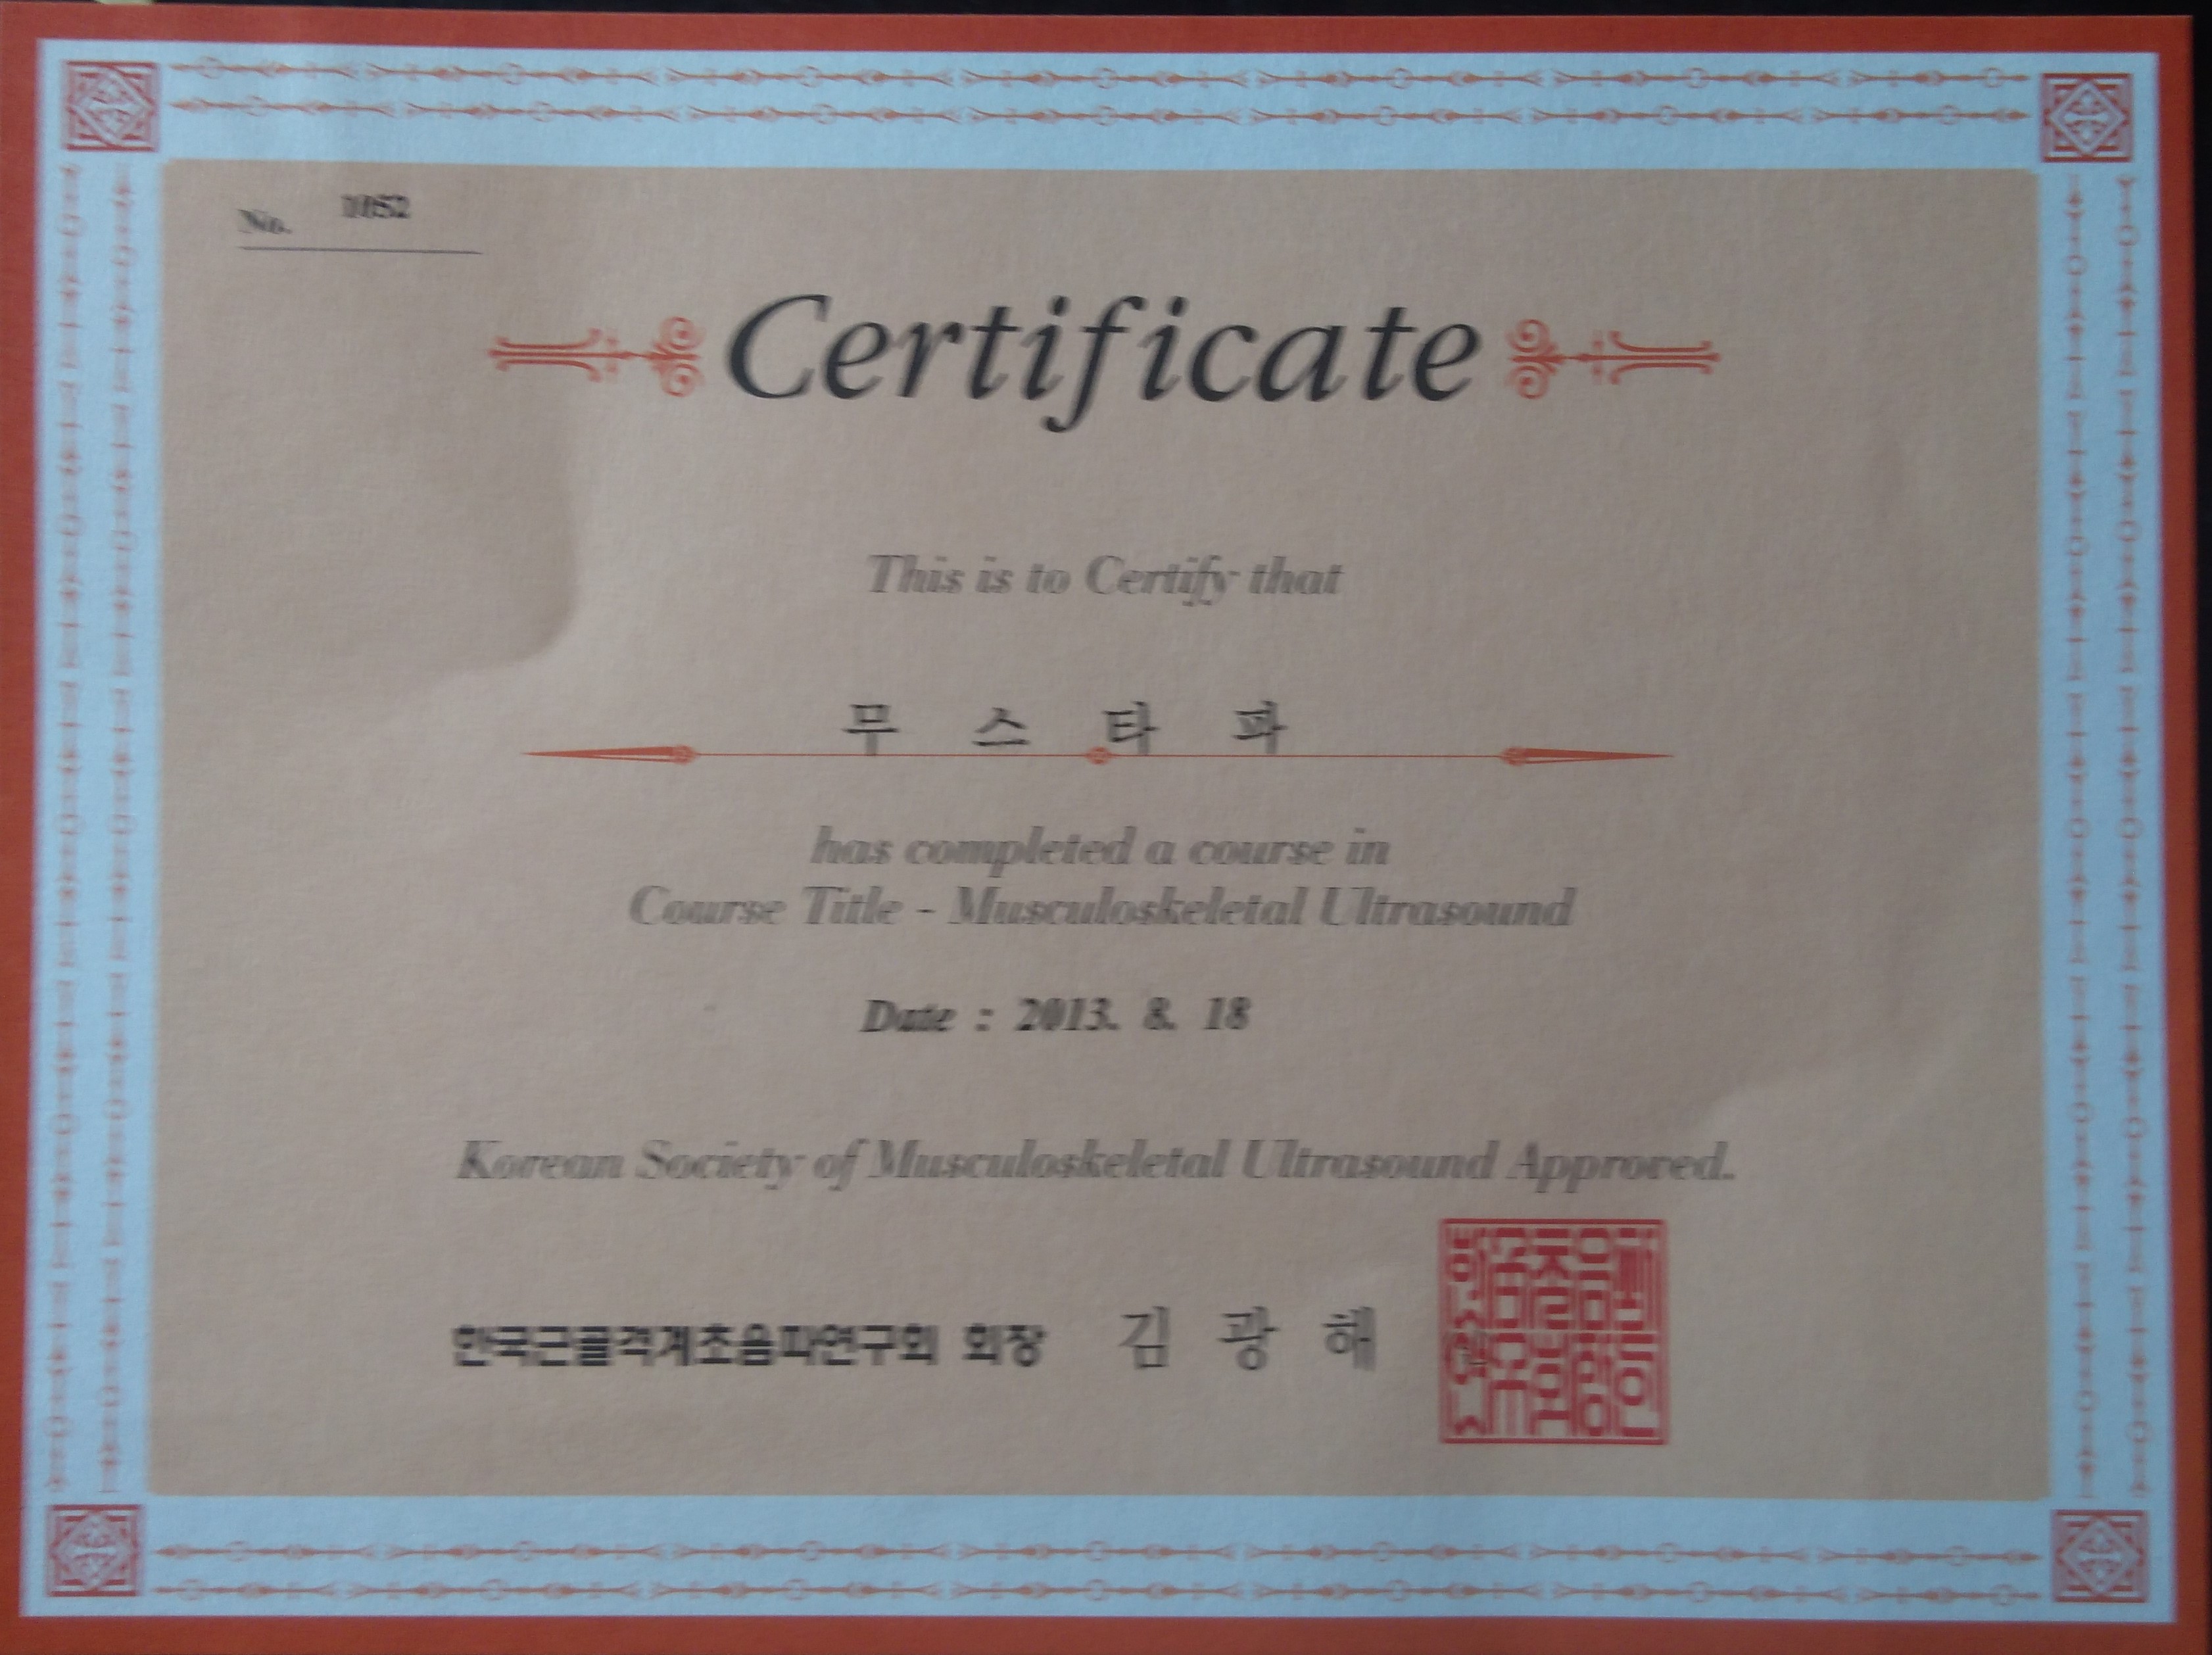 No. 1052
Certificate
This is to Certify that
무 스 타 파
has completed a course in
Course Title - Musculoskeletal Ultrasound
Date : 2013. 8. 18
Korean Society of Musculoskeletal Ultrasound Approved.
한국근골격계초음파연구회 회장 김 광 해